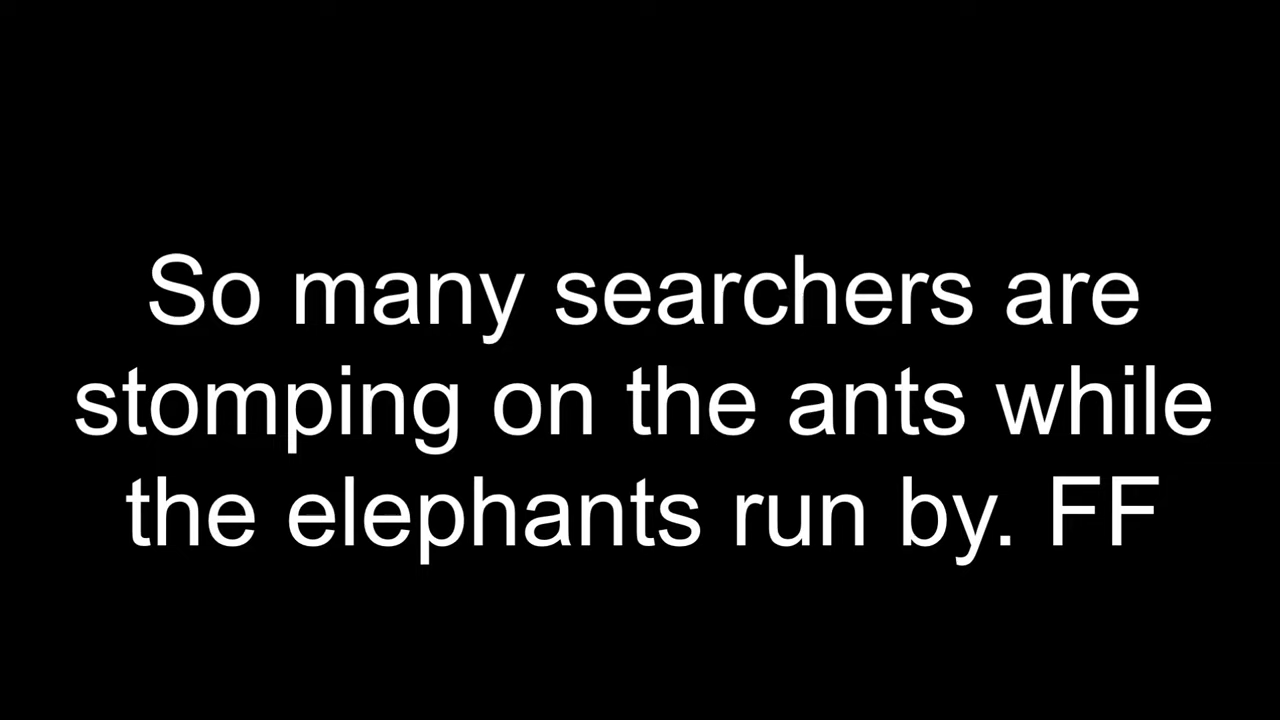 So many searchers are
stomping on the ants while
the elephants run by. FF